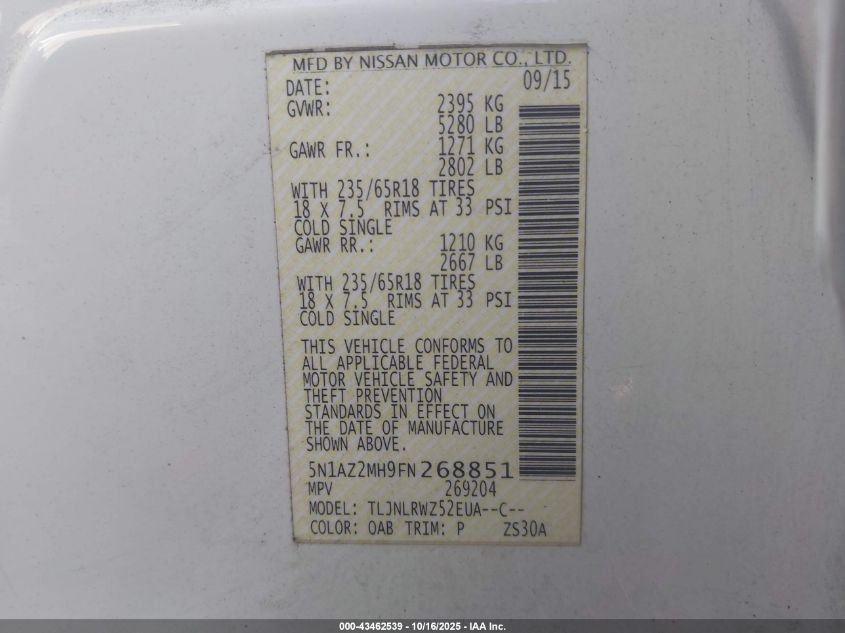 MFD BY NISSAN MOTOR CO., LTD.
DATE: 09/15
GVWR: 2395 KG
5280 LB
GAWR FR.: 1271 KG
2802 LB
WITH 235/65R18 TIRES
18 X 7.5 RIMS AT 33 PSI
COLD SINGLE
GAWR RR.: 1210 KG
2667 LB
WITH 235/65R18 TIRES
18 X 7.5 RIMS AT 33 PSI
COLD SINGLE
THIS VEHICLE CONFORMS TO
ALL APPLICABLE FEDERAL
MOTOR VEHICLE SAFETY AND
THEFT PREVENTION
STANDARDS IN EFFECT ON
THE DATE OF MANUFACTURE
SHOWN ABOVE.
5N1AZ2MH9FN268851
MPV 269204
MODEL: TLJNLRWZ52EUA--C--
COLOR: OAB TRIM: P ZS30A
000-43462539 - 10/16/2025 - IAA Inc.